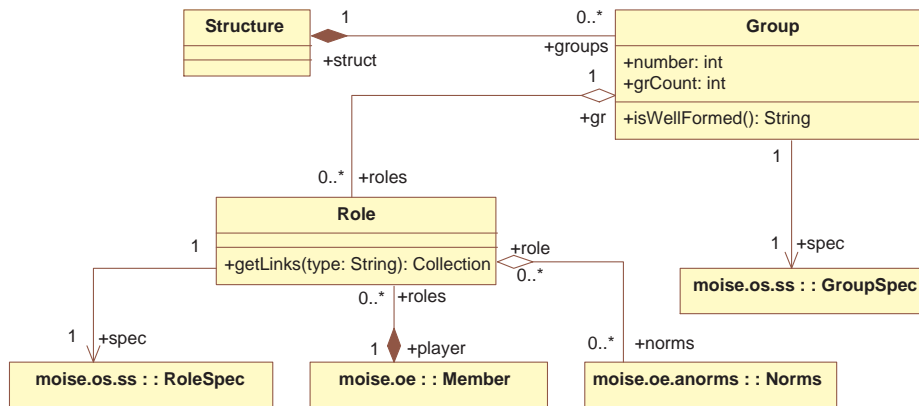 Structure
1
0..*
Group
+struct
+groups
+number: int
+grCount: int
1
+gr
+isWellFormed(): String
1
0..* +roles
Role
1
+role
+getLinks(type: String): Collection
0..*
1 +spec
0..* +roles
moise.os.ss : : GroupSpec
1 +spec
1 +player
0..* +norms
moise.os.ss : : RoleSpec
moise.oe : : Member
moise.oe.anorms : : Norms